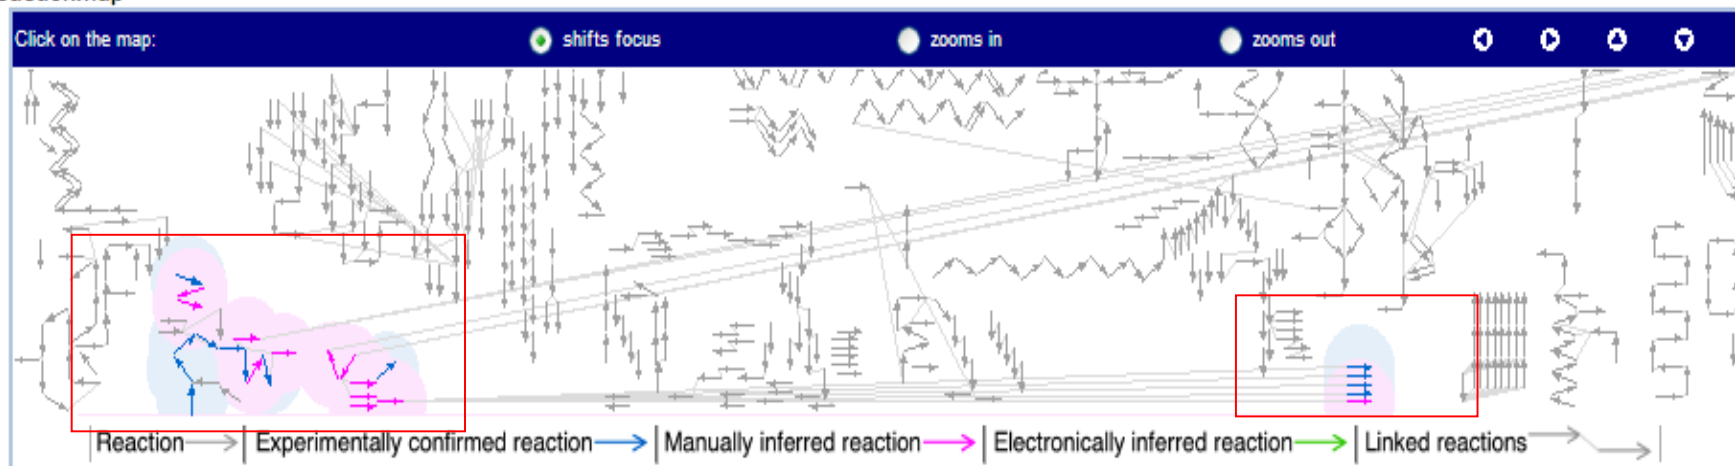 Click on the map: shifts focus zooms in zooms out
Reaction Experimentally confirmed reaction Manually inferred reaction Electronically inferred reaction Linked reactions